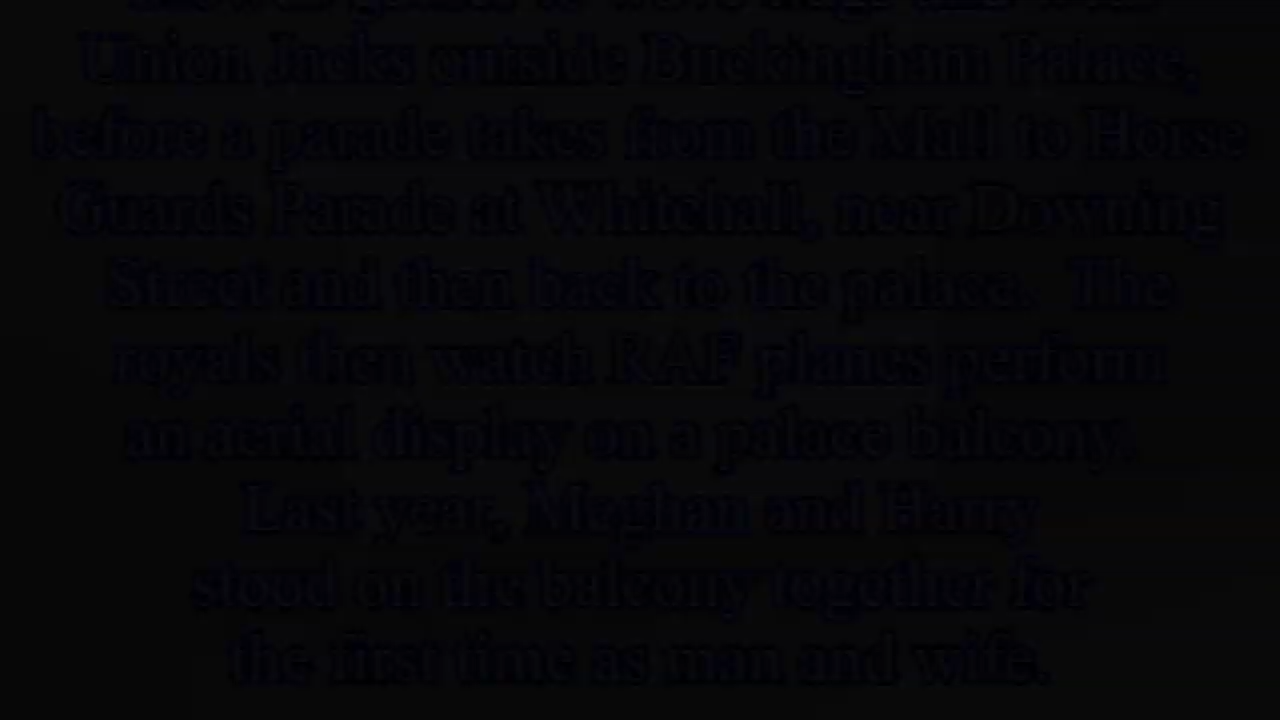 Union Jacks outside Buckingham Palace,
before a parade takes from the Mall to Horse
Guards Parade at Whitehall, near Downing
Street and then back to the palace. The
royals then watch RAF planes perform
an aerial display on a palace balcony.
Last year, Meghan and Harry
stood on the balcony together for
the first time as man and wife.